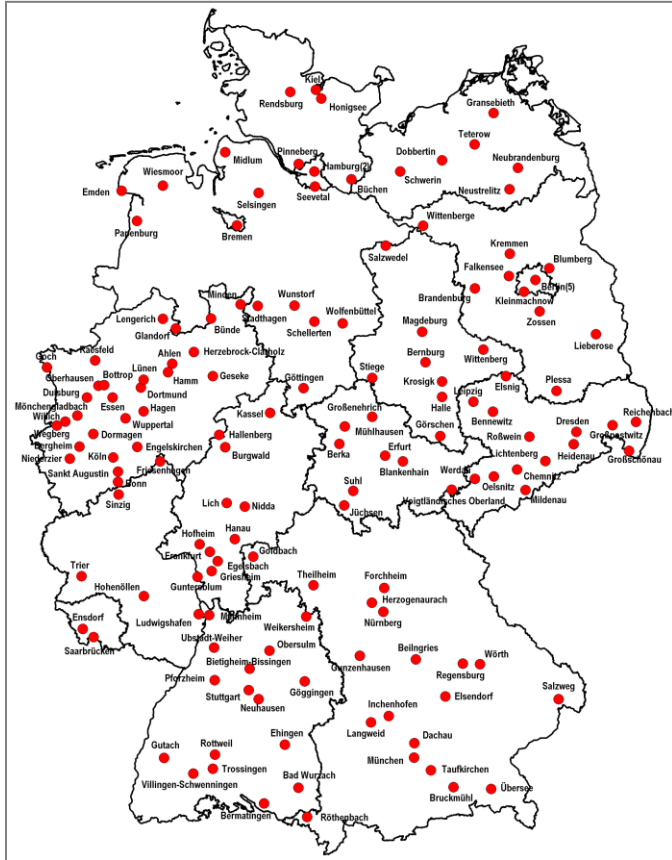 Kiel
Rendsburg
Honigsee
Gransebieth
Teterow
Pinneberg
Midlum
Dobbertin
Hamburg(2)
Neubrandenburg
Wiesmoor
Schwerin
Büchen
Emden
Seevetal
Neustrelitz
Selsingen
Papenburg
Wittenberge
Bremen
Salzwedel
Kremmen
Blumberg
Falkensee
Berlin(5)
Brandenburg
Kleinmachnow
Minden
Wunstorf
Stadthagen
Wolfenbüttel
Zossen
Lengerich
Bünde
Schellerten
Magdeburg
Glandorf
Lieberose
Herzebrock-Clarholz
Raesfeld
Ahlen
Goch
Bernburg
Wittenberg
Lünen
Hamm
Geseke
Oberhausen
Bottrop
Stiege
Krosigk
Elsnig
Göttingen
Plessa
Duisburg
Dortmund
Leipzig
Essen
Halle
Mönchengladbach
Hagen
Kassel
Großenehrich
Bennewitz
Willich
Wuppertal
Mühlhausen
Reichenbach
Dresden
Großpostwitz
Wegberg
Dormagen
Hallenberg
Görschen
Roßwein
Bergheim
Engelskirchen
Burgwald
Berka
Erfurt
Heidenau
Niederzier
Köln
Friesenhagen
Blankenhain
Lichtenberg
Großschönau
Sankt Augustin
Werdau
Chemnitz
Bonn
Oelsnitz
Suhl
Voigtländisches Oberland
Mildenau
Sinzig
Lich
Nidda
Jüchsen
Hanau
Hofheim
Goldbach
Frankfurt
Egelsbach
Trier
Griesheim
Theilheim
Forchheim
Guntersblum
Hohenöllen
Herzogenaurach
Ensdorf
Ludwigshafen
Mannheim
Nürnberg
Weikersheim
Saarbrücken
Ubstadt-Weiher
Obersulm
Gunzenhausen
Beilngries
Wörth
Bietigheim-Bissingen
Regensburg
Pforzheim
Göggingen
Stuttgart
Neuhausen
Inchenhofen
Elsendorf
Salzweg
Langweid
Ehingen
Dachau
Gutach
Rottweil
München
Trossingen
Taufkirchen
Villingen-Schwenningen
Bad Wurzach
Übersee
Bruckmühl
Bermatingen
Röthenbach